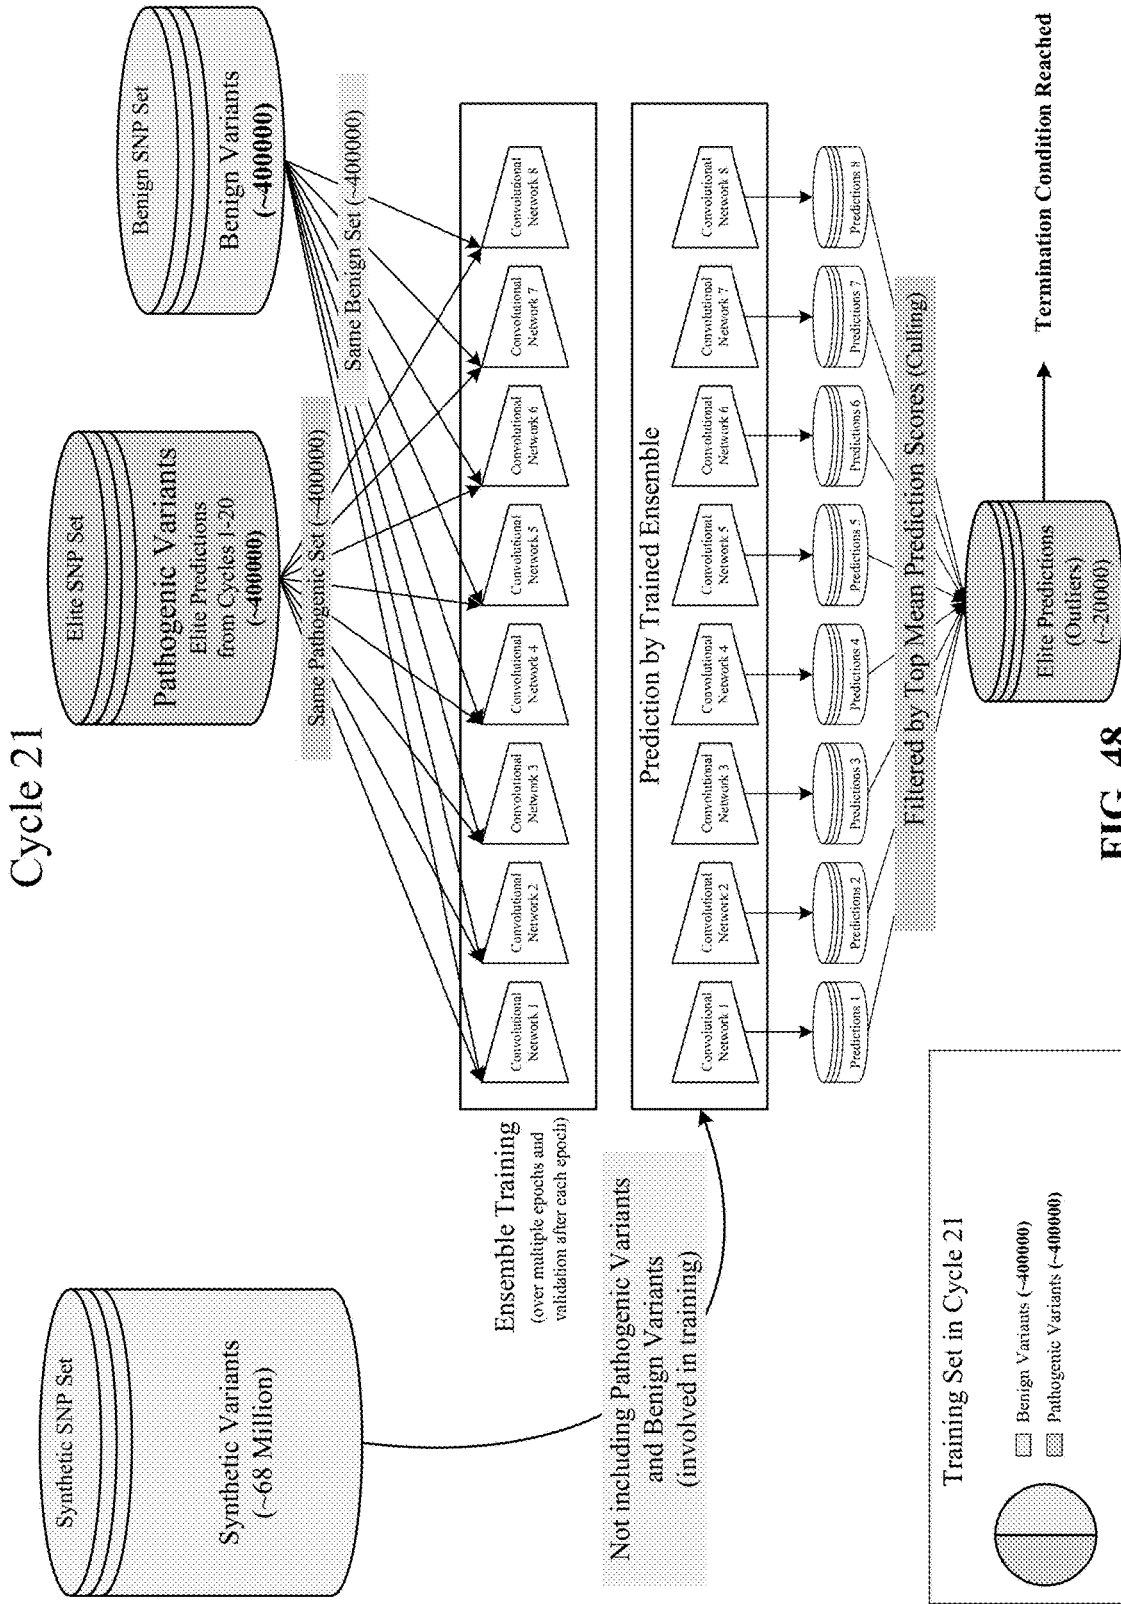 Cycle 21
Synthetic SNP Set
Synthetic Variants
(~68 Million)
Elite SNP Set
Pathogenic Variants
Elite Predictions
from Cycles 1-20
(~400000)
Benign SNP Set
Benign Variants
(~400000)
Same Pathogenic Set (~400000)
Same Benign Set (~400000)
Ensemble Training
(over multiple epochs and
validation after each epoch)
Convolutional
Network 1
Convolutional
Network 2
Convolutional
Network 3
Convolutional
Network 4
Convolutional
Network 5
Convolutional
Network 6
Convolutional
Network 7
Convolutional
Network 8
Not including Pathogenic Variants
and Benign Variants
(involved in training)
Prediction by Trained Ensemble
Convolutional
Network 1
Convolutional
Network 2
Convolutional
Network 3
Convolutional
Network 4
Convolutional
Network 5
Convolutional
Network 6
Convolutional
Network 7
Convolutional
Network 8
Predictions 1
Predictions 2
Predictions 3
Predictions 4
Predictions 5
Predictions 6
Predictions 7
Predictions 8
Filtered by Top Mean Prediction Scores (Culling)
Elite Predictions
(Outliers)
(~20000)
Termination Condition Reached
Training Set in Cycle 21
Benign Variants (~400000)
Pathogenic Variants (~400000)
FIG. 48